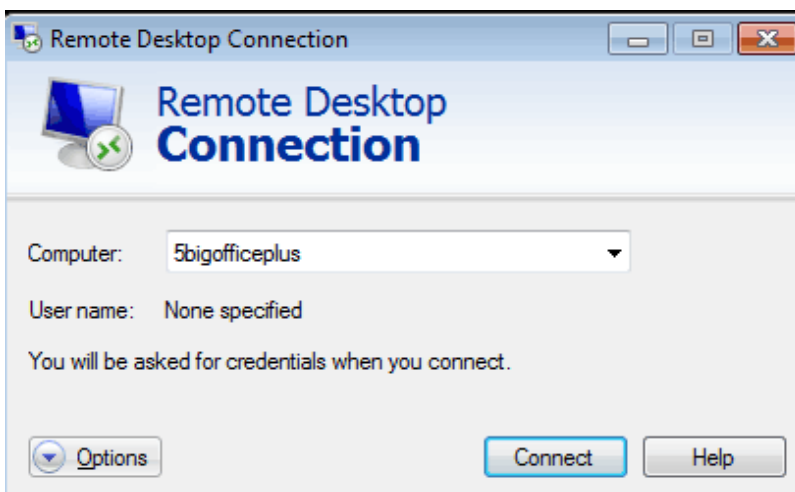 Remote Desktop Connection
Remote Desktop
Connection
Computer: 5bigofficeplus
User name: None specified
You will be asked for credentials when you connect.
Options Connect Help